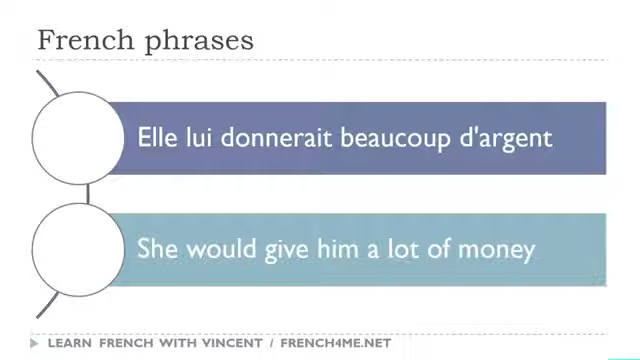 French phrases
Elle lui donnerait beaucoup d'argent
She would give him a lot of money
LEARN FRENCH WITH VINCENT / FRENCH4ME.NET